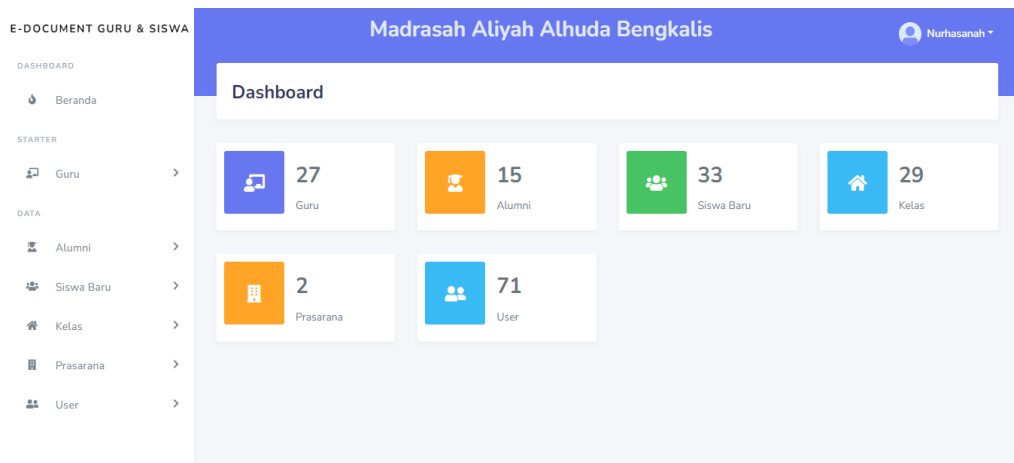 E-DOCUMENT GURU & SISWA
DASHBOARD
Beranda
STARTER
Guru
DATA
Alumni
Siswa Baru
Kelas
Prasarana
User
Madrasah Aliyah Alhuda Bengkalis
Nurhasanah
Dashboard
27
Guru
15
Alumni
33
Siswa Baru
29
Kelas
2
Prasarana
71
User